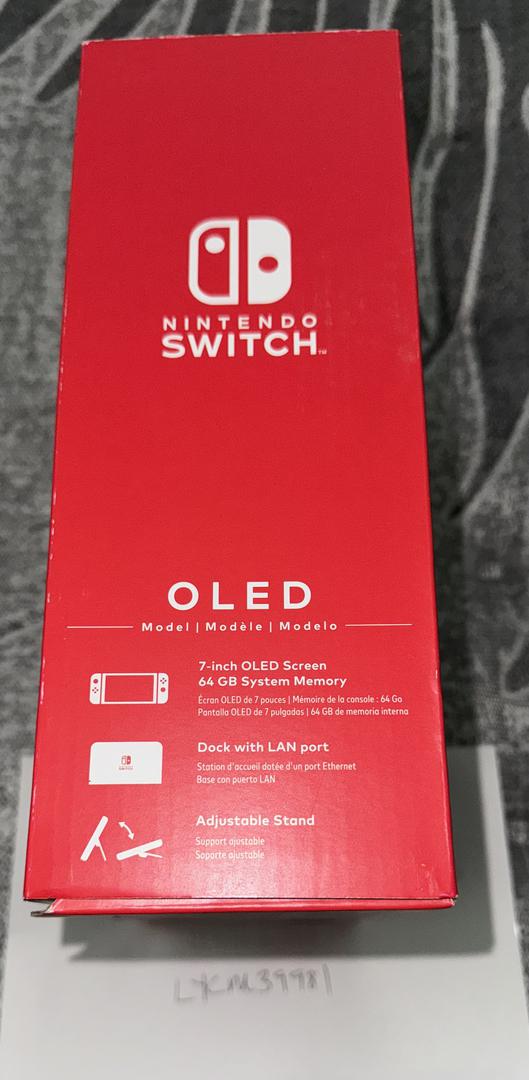 NINTENDO
SWITCH™
OLED
Model | Modèle | Modelo
7-inch OLED Screen
64 GB System Memory
Écran OLED de 7 pouces | Mémoire de la console : 64 Go
Pantalla OLED de 7 pulgadas | 64 GB de memoria interna
Dock with LAN port
Station d'accueil dotée d'un port Ethernet
Base con puerto LAN
Adjustable Stand
Support ajustable
Soporte ajustable